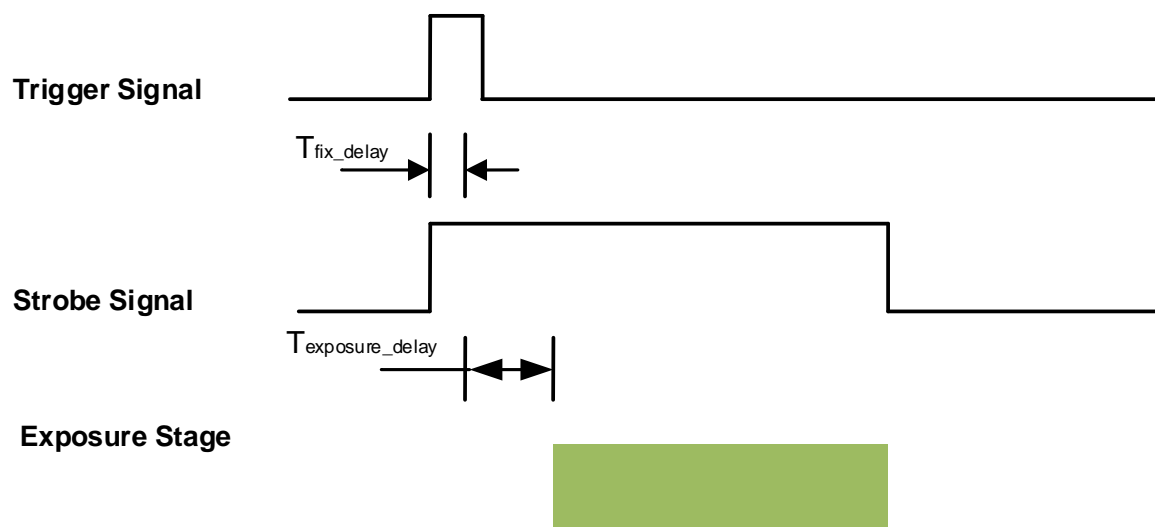 Trigger Signal
Tfix_delay
Strobe Signal
Texposure_delay
Exposure Stage